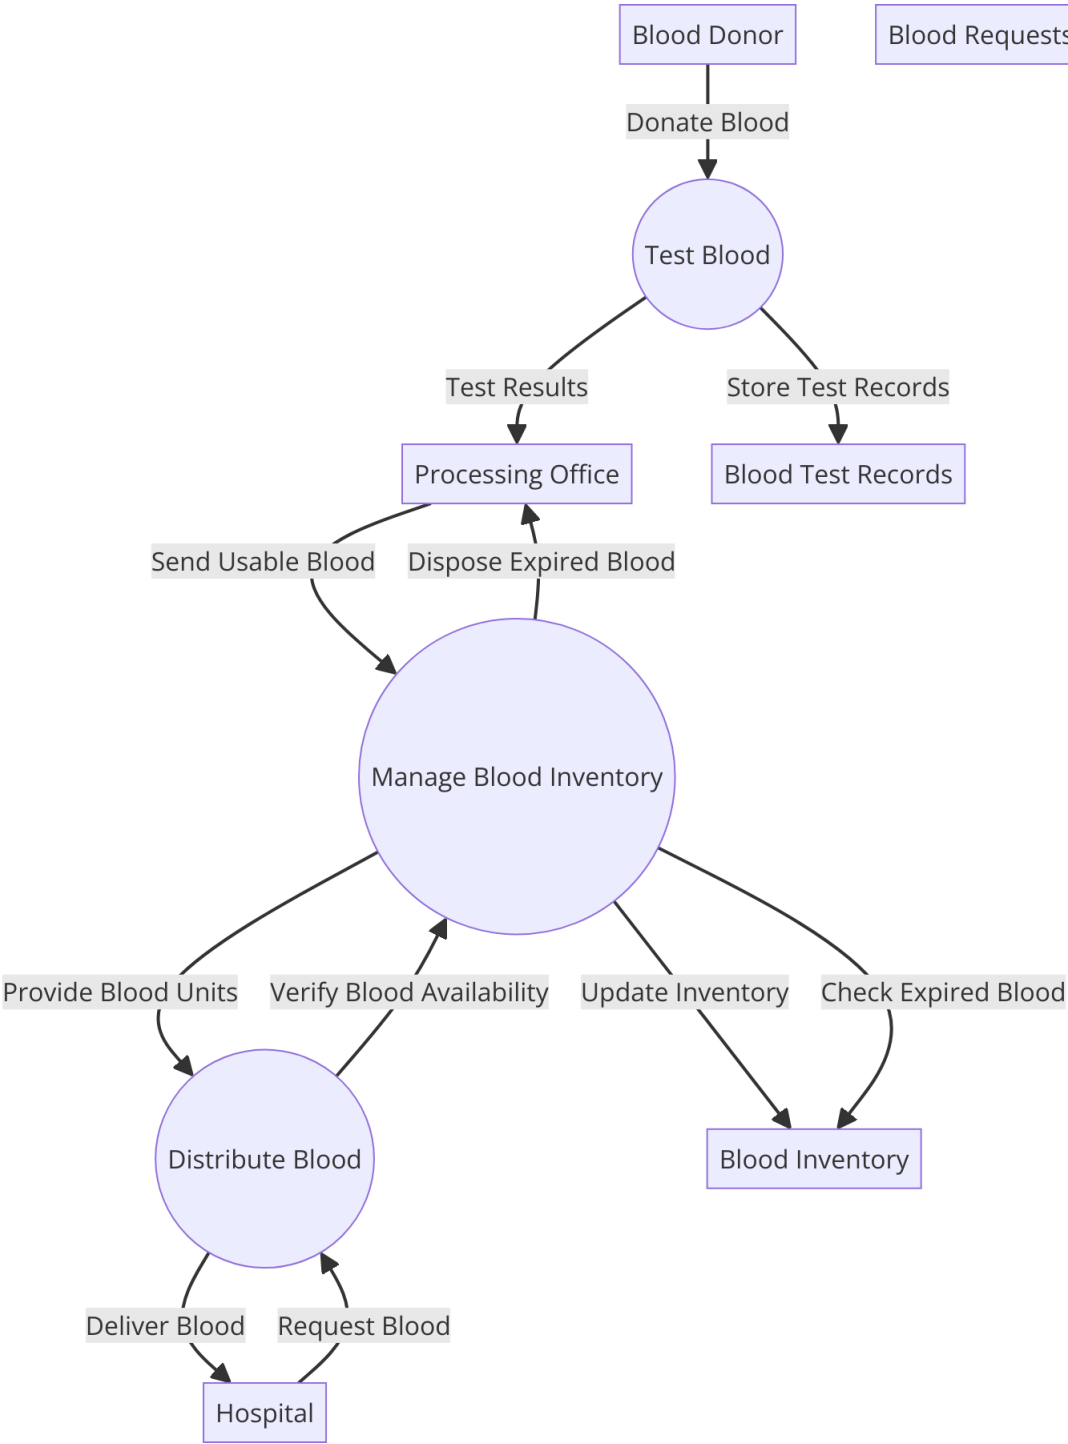 Blood Donor
Blood Requests
Donate Blood
Test Blood
Test Results
Store Test Records
Processing Office
Blood Test Records
Send Usable Blood
Dispose Expired Blood
Manage Blood Inventory
Provide Blood Units
Verify Blood Availability
Update Inventory
Check Expired Blood
Distribute Blood
Blood Inventory
Deliver Blood
Request Blood
Hospital